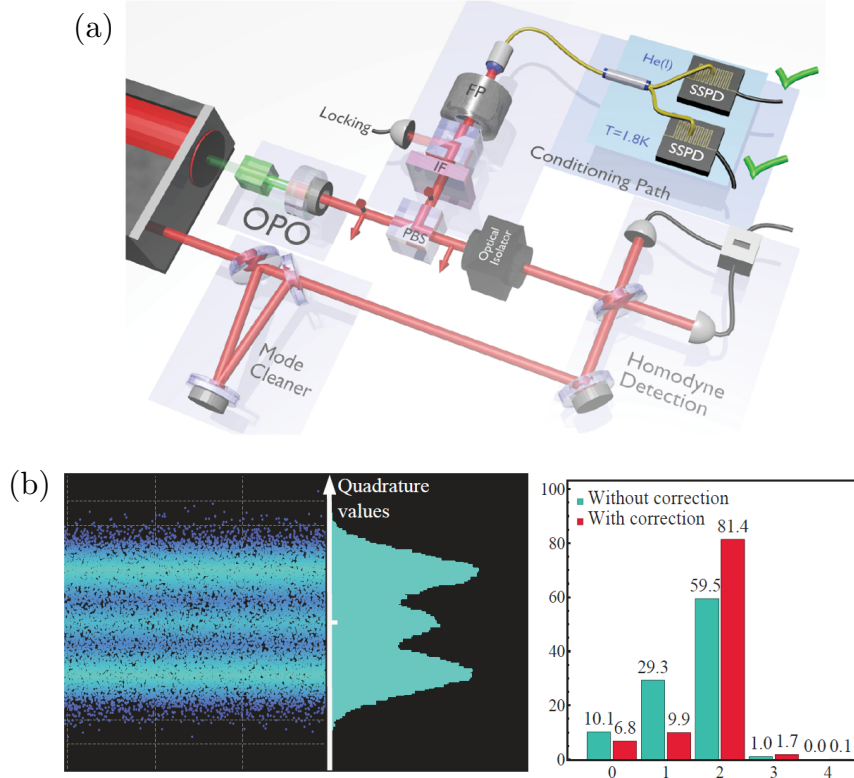 (a)
He(l)
SSPD
FP
Locking
T=1.8K
SSPD
IF
Conditioning Path
OPO
PBS
Optical
Isolator
Mode
Cleaner
Homodyne
Detection
(b)
Quadrature
values
100
80
60
40
20
0
Without correction
With correction
10.1
6.8
29.3
9.9
59.5
81.4
1.0
1.7
0.0
0.1
0
1
2
3
4